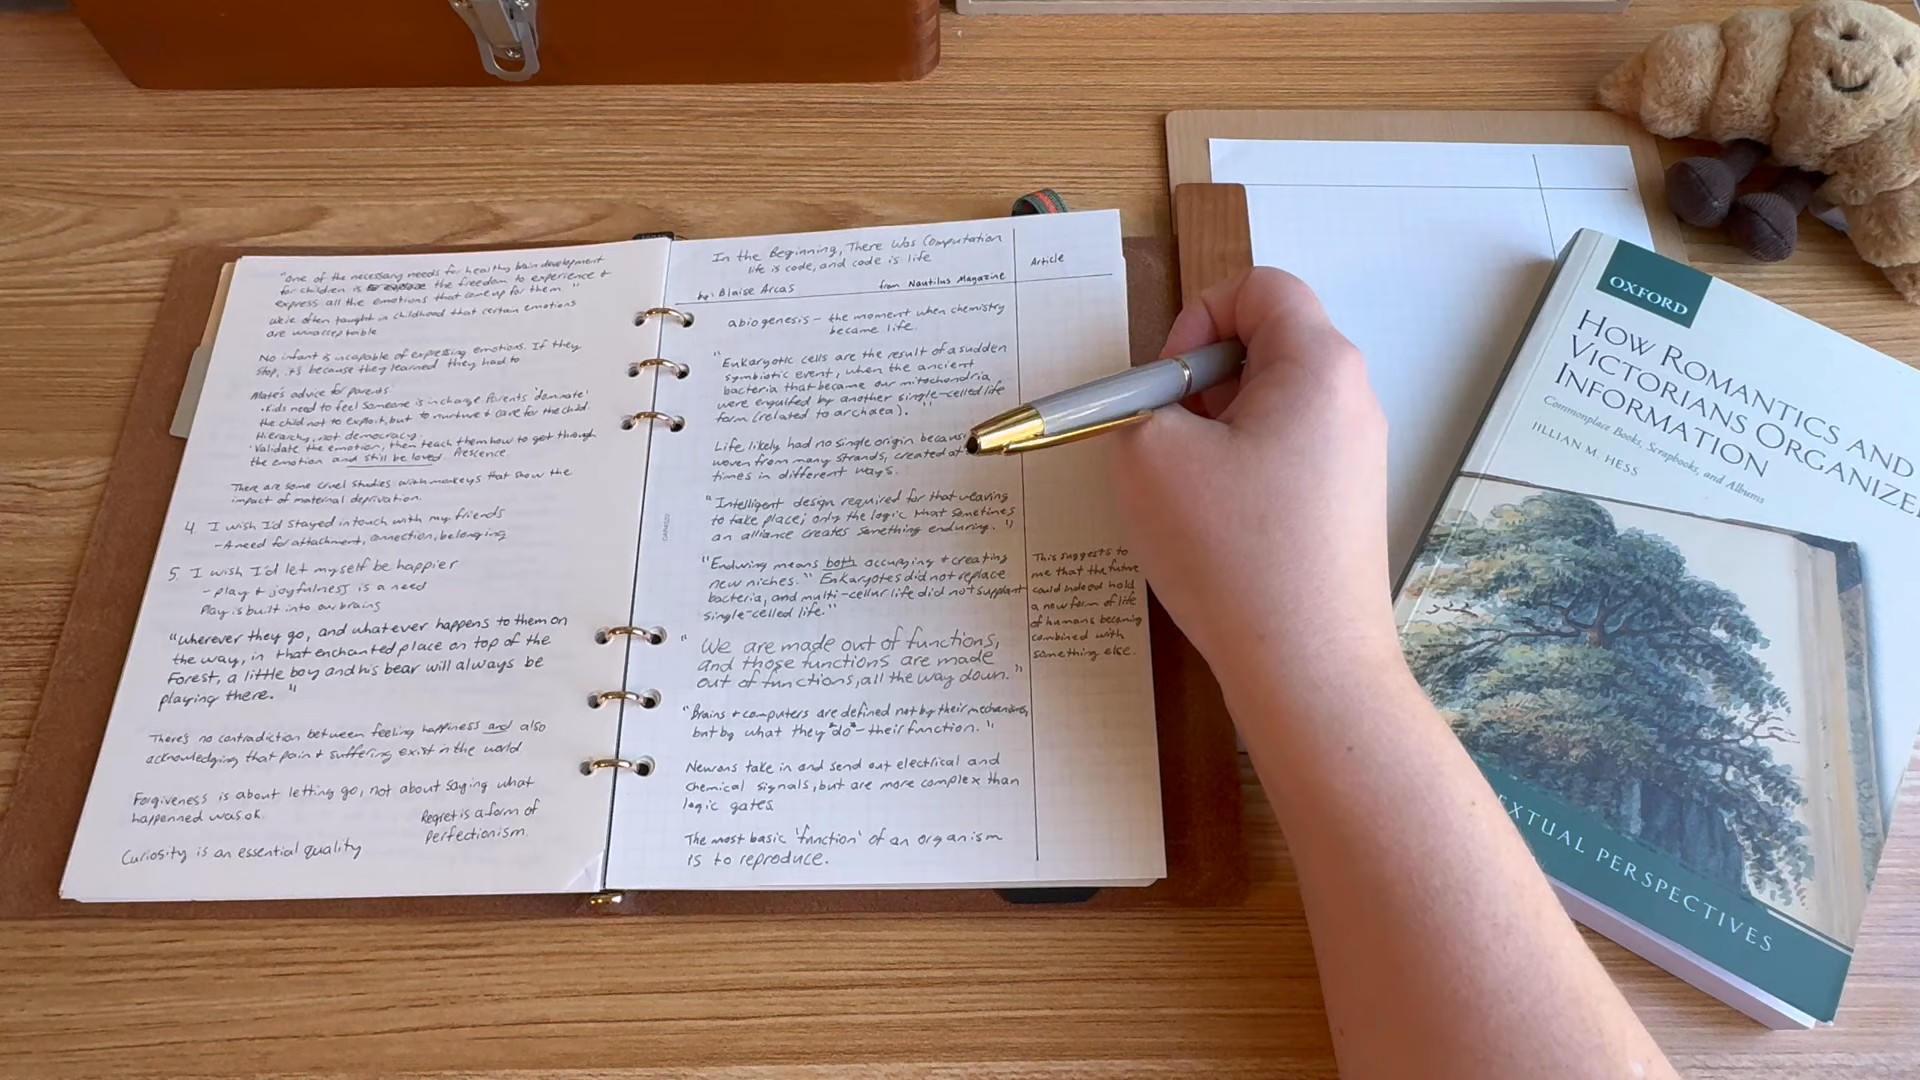 "One of the necessary needs for healthy brain development
for children is to explore the freedom to experience +
express all the emotions that come up for them."
We're often taught in childhood that certain emotions
are unacceptable
No infant is incapable of expressing emotions. If they
stop, it's because they learned they had to
Mate's advice for parents:
• Kids need to feel someone is in charge. Parents 'dominate'
the child not to exploit, but to nurture + care for the child.
Hierarchy, not democracy.
• Validate the emotion, then teach them how to get through
the emotion and still be loved. Prescence
There are some cruel studies with monkeys that show the
impact of maternal deprivation.
4. I wish I'd stayed in touch with my friends
- A need for attachment, connection, belonging
5. I wish I'd let myself be happier
- play + joyfulness is a need
Play is built into our brains
"Wherever they go, and whatever happens to them on
the way, in that enchanted place on top of the
Forest, a little boy and his bear will always be
playing there."
There's no contradiction between feeling happiness and also
acknowledging that pain + suffering exist in the world
Forgiveness is about letting go, not about saying what
happenned was ok.
Regret is a form of
perfectionism.
Curiosity is an essential quality
In the Beginning, There Was Computation
life is code, and code is life
Article
by: Blaise Arcas
from Nautilus Magazine
abiogenesis - the moment when chemistry
became life.
"Eukaryotic cells are the result of a sudden
symbiotic event, when the ancient
bacteria that became our mitochondria
were engulfed by another single-celled life
form (related to archaea)."
Life likely had no single origin
woven from many strands, created at
times in different ways.
"Intelligent design required for that weaving
to take place; only the logic that sometimes
an alliance creates something enduring."
"Enduring means both occupying + creating
new niches." Eukaryotes did not replace
bacteria, and multi-cellur life did not supplant
single-celled life."
This suggests to
me that the future
could indeed hold
a new form of life
of humans becoming
combined with
something else.
"We are made out of functions,
and those functions are made
out of functions, all the way down."
"Brains + computers are defined not by their mechanisms,
but by what they "do" - their function."
Neurons take in and send out electrical and
chemical signals, but are more complex than
logic gates.
The most basic 'function' of an organism
is to reproduce.
OXFORD
HOW ROMANTICS AND
VICTORIANS ORGANIZE
INFORMATION
Commonplace Books, Scrapbooks, and Albums
JILLIAN M. HESS
EXTUAL PERSPECTIVES